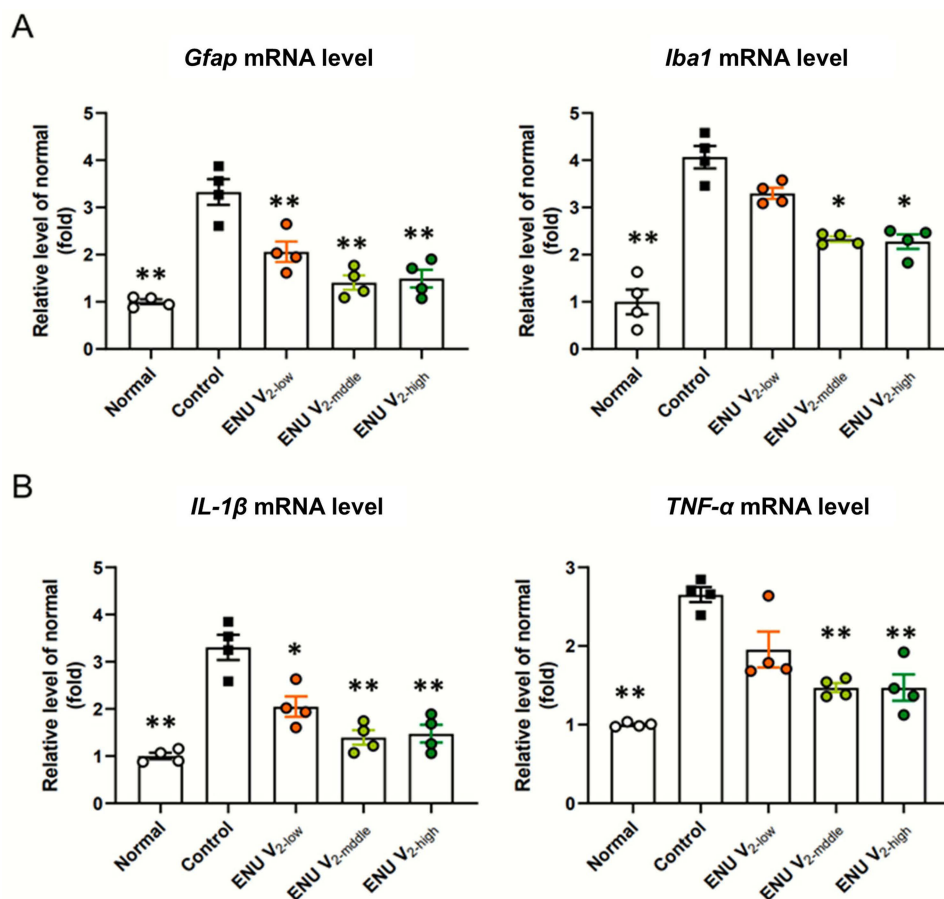 A
Gfap mRNA level
Relative level of normal
(fold)
5
4
3
2
1
0
**
**
**
**
Normal
Control
ENU V2-low
ENU V2-mddle
ENU V2-high
Iba1 mRNA level
Relative level of normal
(fold)
5
4
3
2
1
0
**
*
*
Normal
Control
ENU V2-low
ENU V2-mddle
ENU V2-high
B
IL-1β mRNA level
Relative level of normal
(fold)
5
4
3
2
1
0
**
*
**
**
Normal
Control
ENU V2-low
ENU V2-mddle
ENU V2-high
TNF-α mRNA level
Relative level of normal
(fold)
3
2
1
0
**
**
**
Normal
Control
ENU V2-low
ENU V2-mddle
ENU V2-high